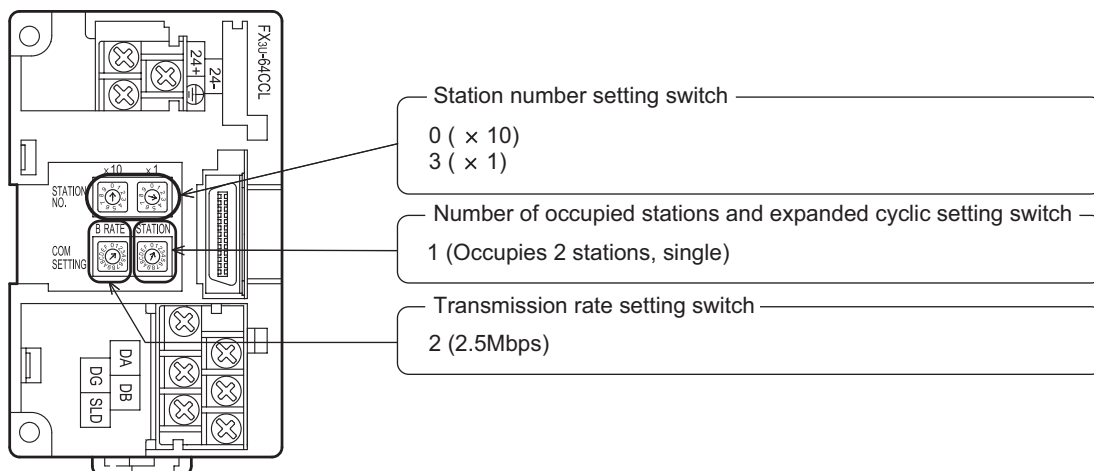 FX3U-64CCL
24+
24-
×10 ×1
STATION
NO.
B RATE STATION
COM
SETTING
DA
DG
DB
SLD
Station number setting switch
0 ( × 10)
3 ( × 1)
Number of occupied stations and expanded cyclic setting switch
1 (Occupies 2 stations, single)
Transmission rate setting switch
2 (2.5Mbps)